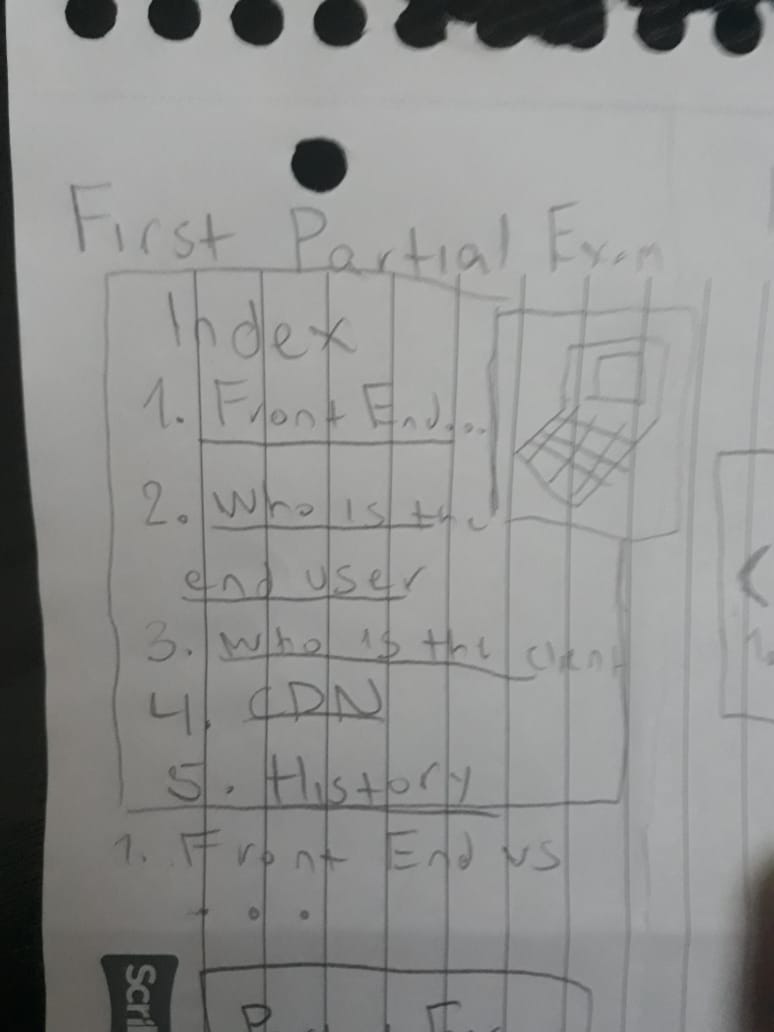 First Partial Exam
Index
1. Front End...
2. Who is the
end user
3. Who is the client
4. CDN
5. History
1. Front End vs
...
Scri